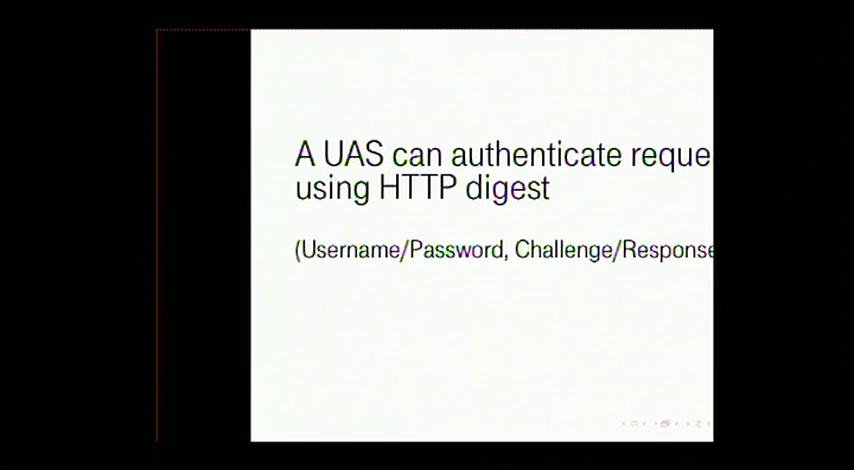 A UAS can authenticate reque
using HTTP digest
(Username/Password, Challenge/Response